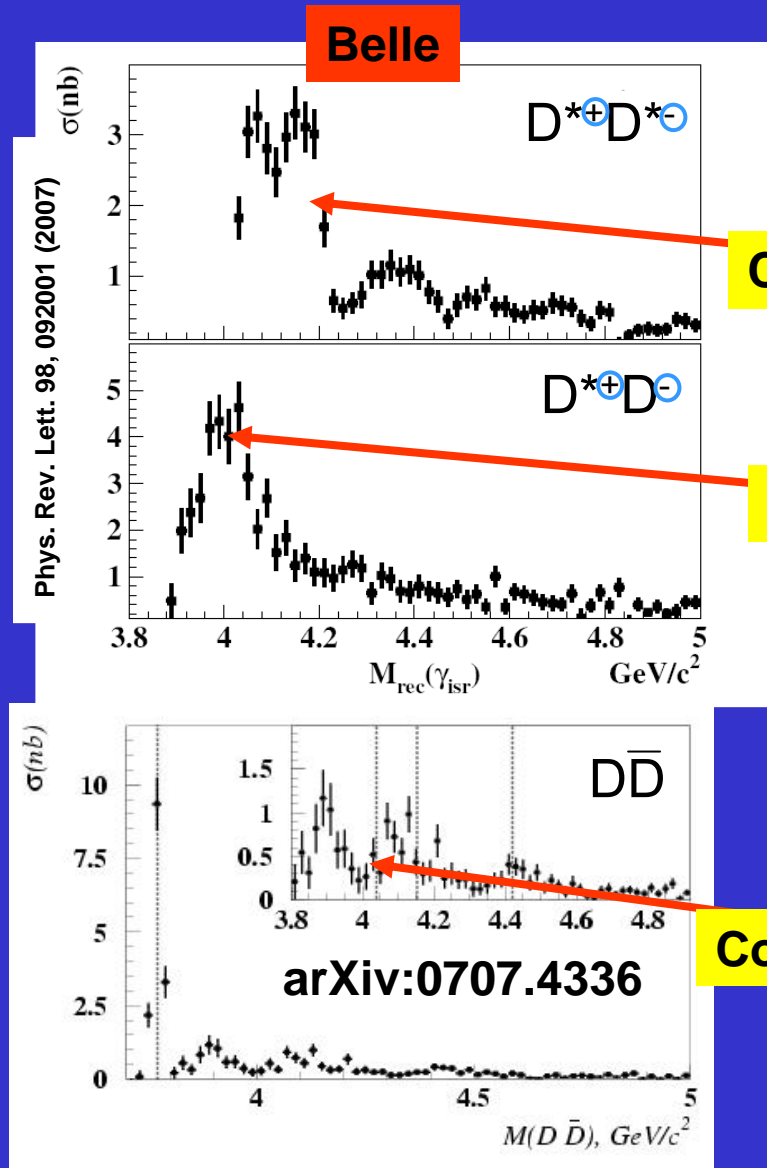 Belle
σ(nb)
D*+D*-
3
2
1
C
Phys. Rev. Lett. 98, 092001 (2007)
D*+D-
5
4
3
2
1
3.8 4 4.2 4.4 4.6 4.8 5
M_rec(γ_isr) GeV/c²
σ(nb)
DD̅
1.5
1
0.5
0
3.8 4 4.2 4.4 4.6 4.8
10
7.5
5
2.5
0
Co
arXiv:0707.4336
4 4.5 5
M(D D̅), GeV/c²